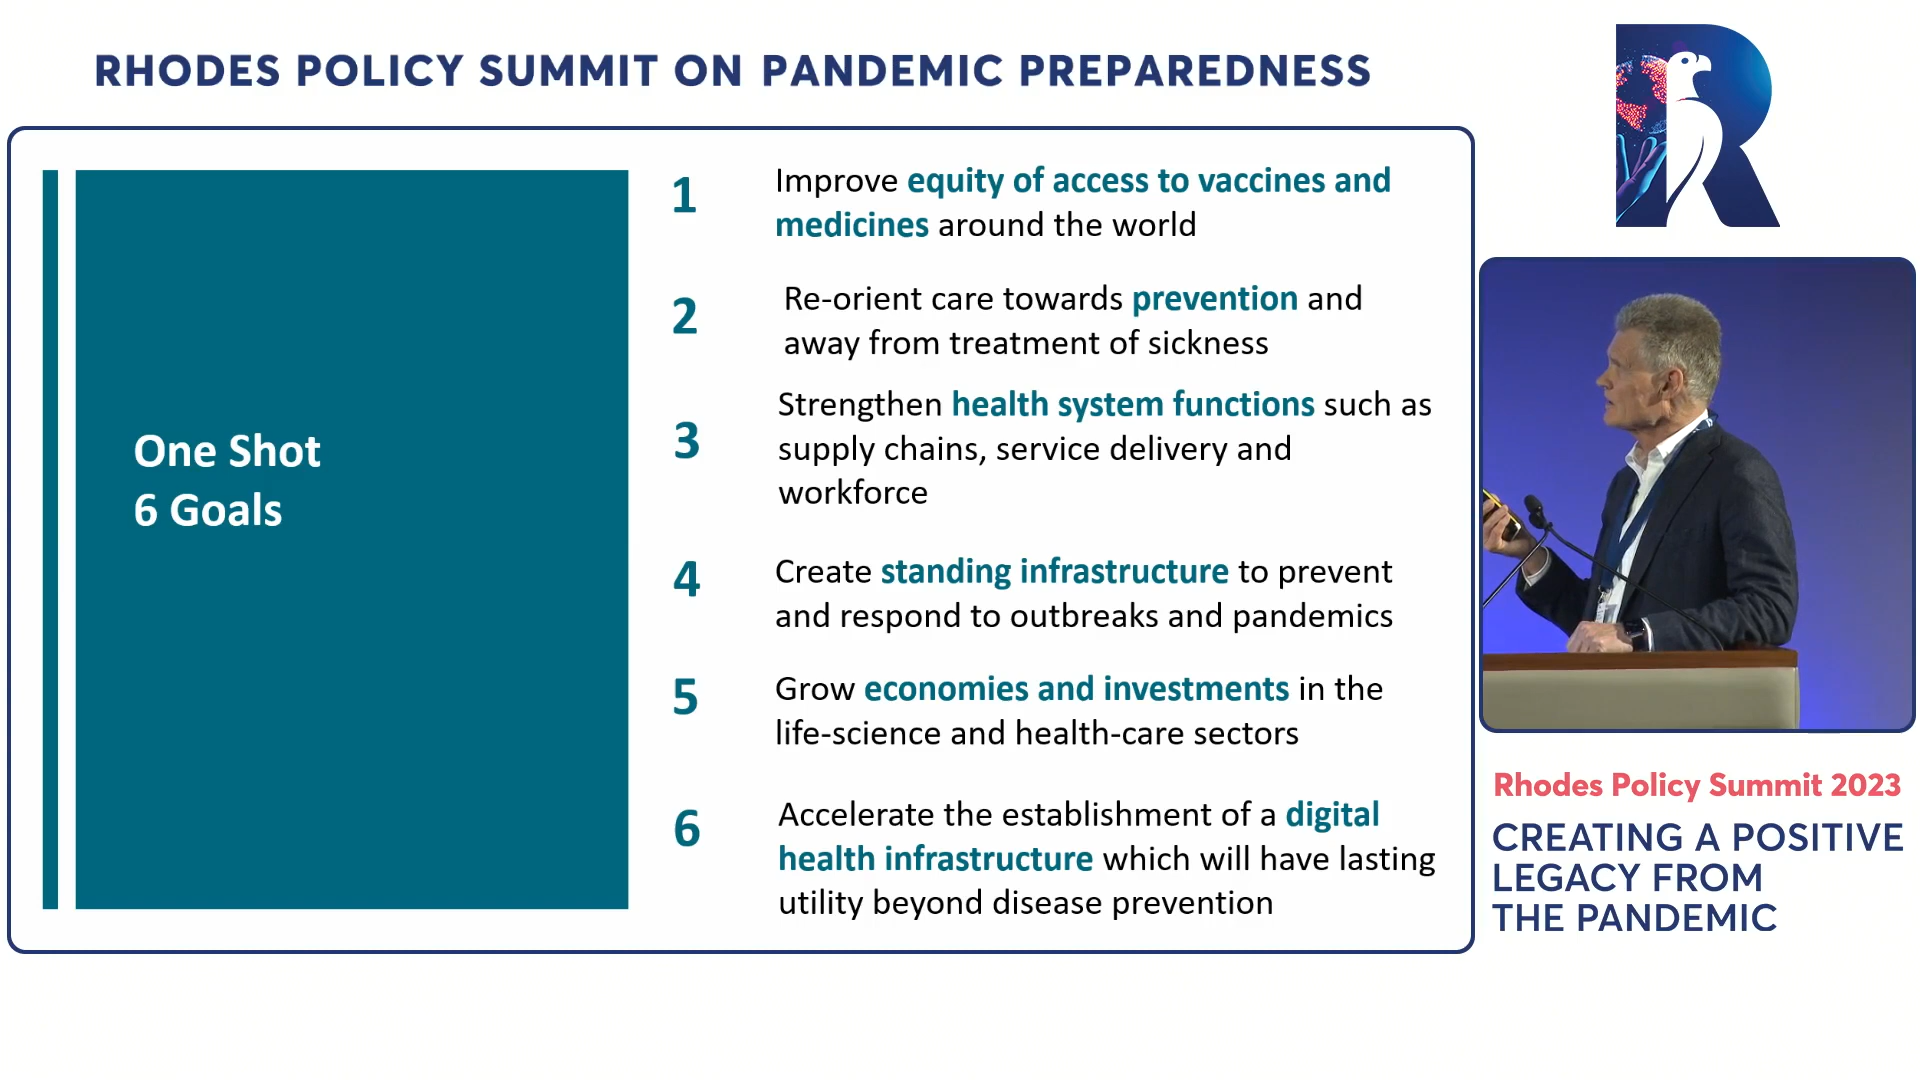 RHODES POLICY SUMMIT ON PANDEMIC PREPAREDNESS
One Shot
6 Goals
1
Improve equity of access to vaccines and
medicines around the world
2
Re-orient care towards prevention and
away from treatment of sickness
3
Strengthen health system functions such as
supply chains, service delivery and
workforce
4
Create standing infrastructure to prevent
and respond to outbreaks and pandemics
5
Grow economies and investments in the
life-science and health-care sectors
6
Accelerate the establishment of a digital
health infrastructure which will have lasting
utility beyond disease prevention
R
Rhodes Policy Summit 2023
CREATING A POSITIVE
LEGACY FROM
THE PANDEMIC